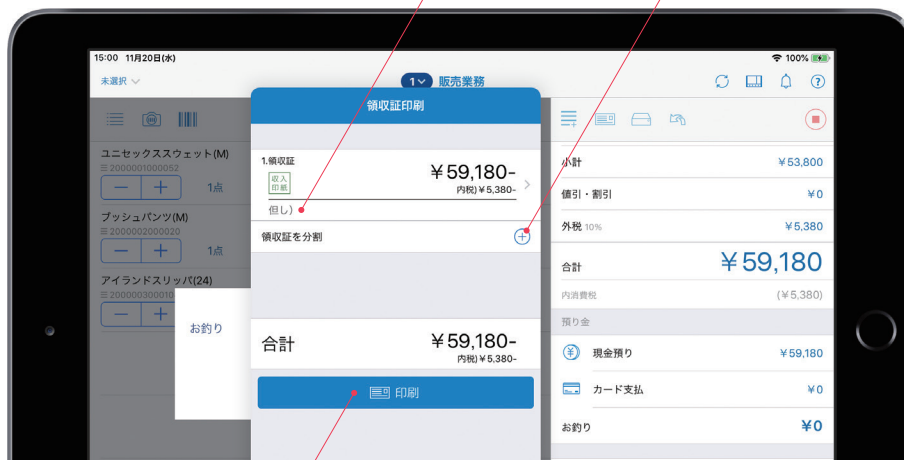 15:00 11月20日(水)
100%
未選択
1 販売業務
領収証印刷
ユニセックススウェット(M)
2000001000052
1点
プッシュパンツ(M)
2000002000020
1点
アイランドスリッパ(24)
お釣り
1.領収証
収入
印紙
¥59,180-
内税)¥5,380-
但し)
領収証を分割
合計
¥59,180-
内税)¥5,380-
印刷
小計 ¥53,800
値引・割引 ¥0
外税 10% ¥5,380
合計 ¥59,180
内消費税 (¥5,380)
預り金
現金預り ¥59,180
カード支払 ¥0
お釣り ¥0